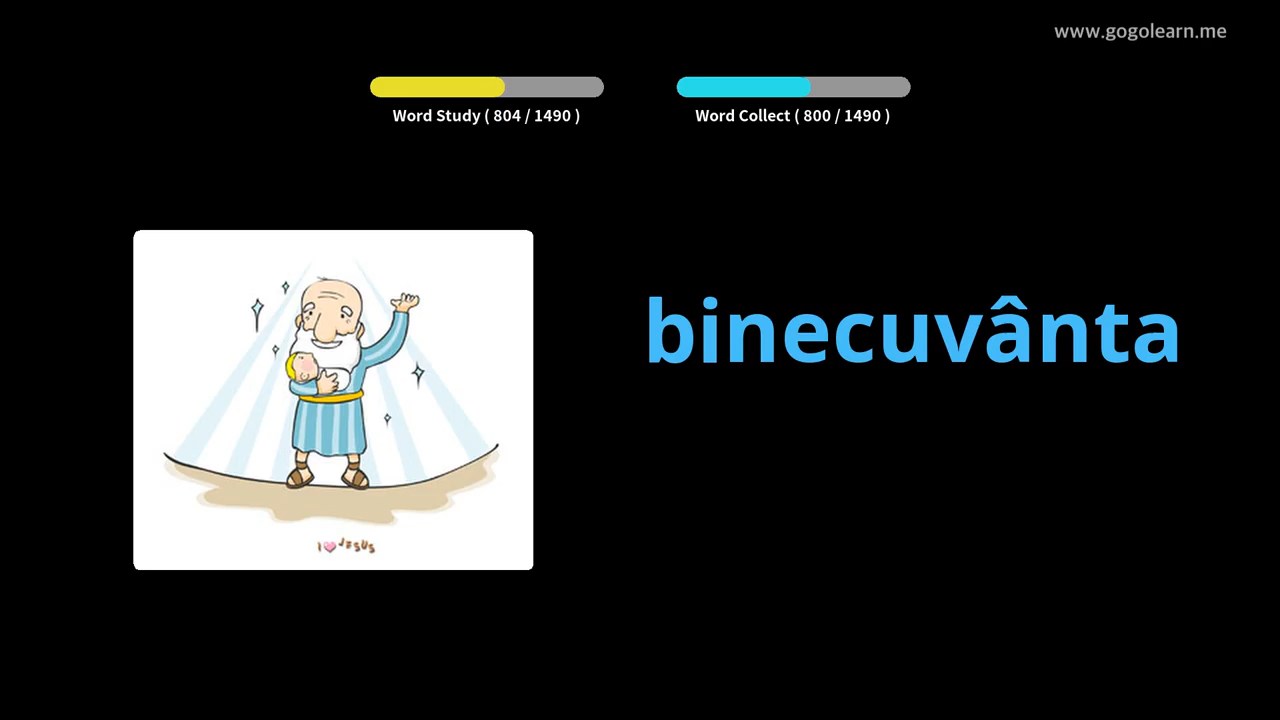 www.gogolearn.me
Word Study ( 804 / 1490 )
Word Collect ( 800 / 1490 )
binecuvânta
I ♥ JESUS